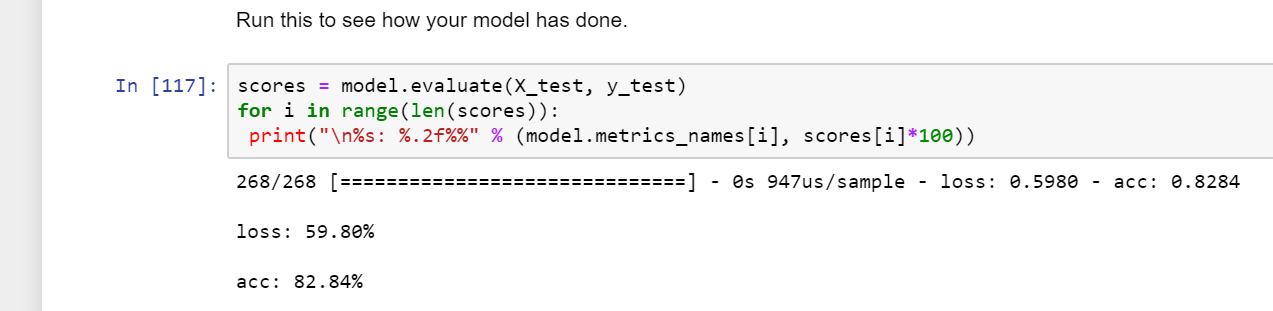 Run this to see how your model has done.
In [117]: scores = model.evaluate(X_test, y_test)
for i in range(len(scores)):
 print("\n%s: %.2f%%" % (model.metrics_names[i], scores[i]*100))
268/268 [==============================] - 0s 947us/sample - loss: 0.5980 - acc: 0.8284
loss: 59.80%
acc: 82.84%